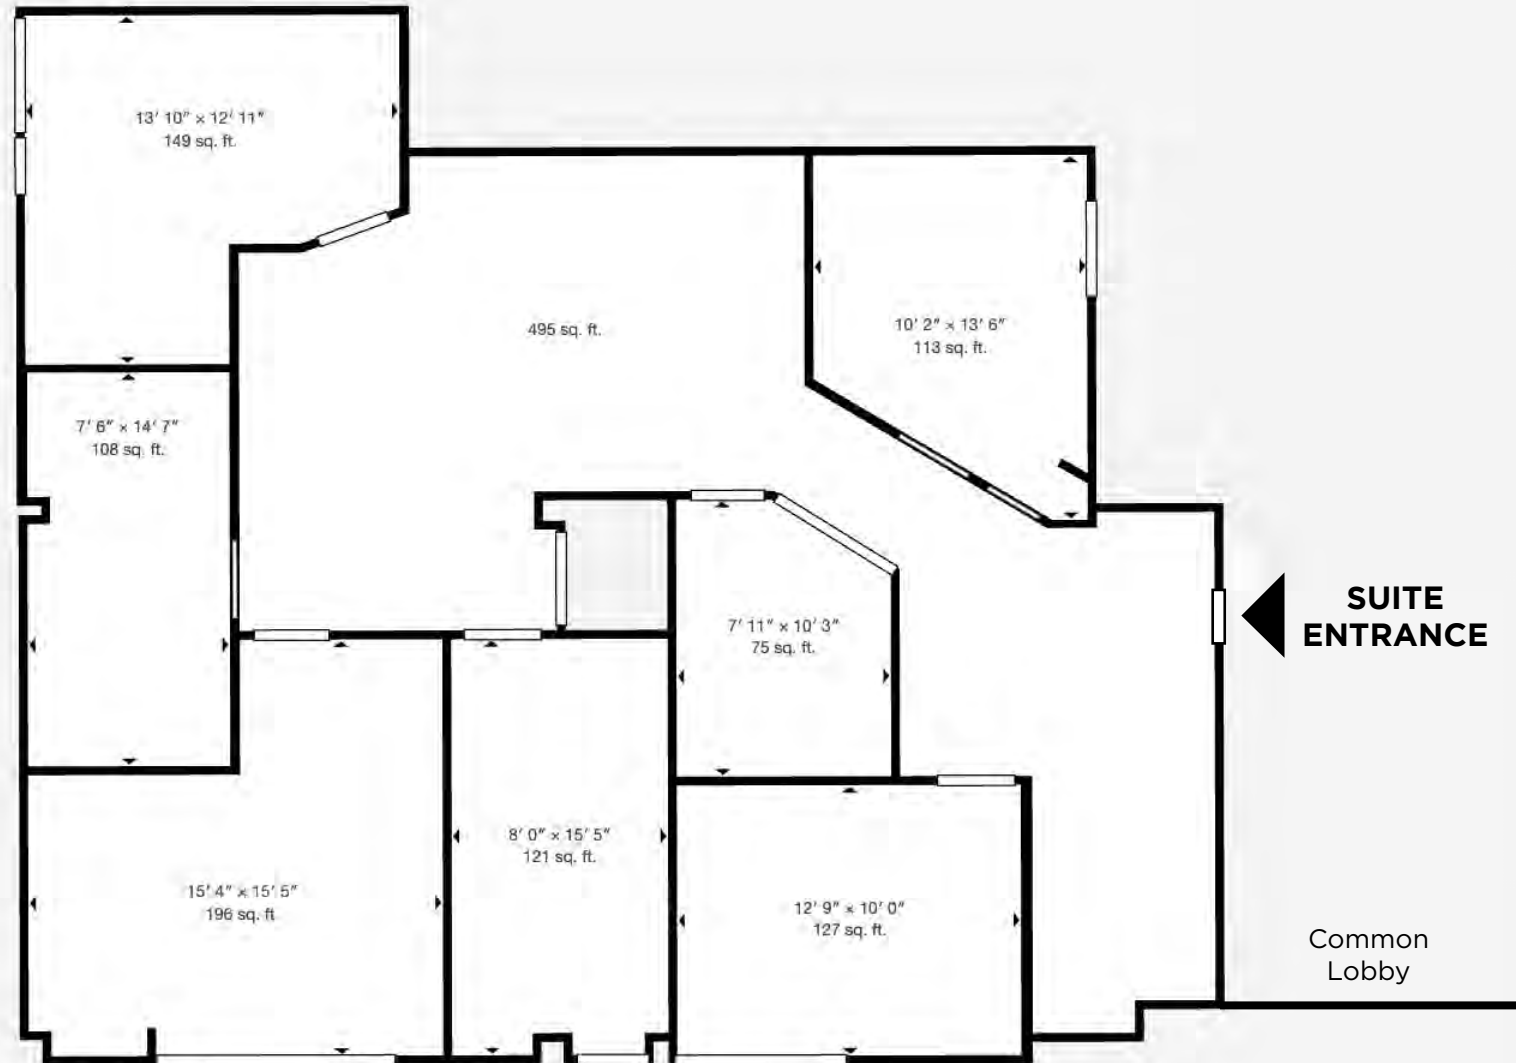 13' 10" × 12' 11"
149 sq. ft.
495 sq. ft.
10' 2" × 13' 6"
113 sq. ft.
7' 6" × 14' 7"
108 sq. ft.
SUITE
ENTRANCE
7' 11" × 10' 3"
75 sq. ft.
8' 0" × 15' 5"
121 sq. ft.
15' 4" × 15' 5"
196 sq. ft
12' 9" × 10' 0"
127 sq. ft.
Common
Lobby